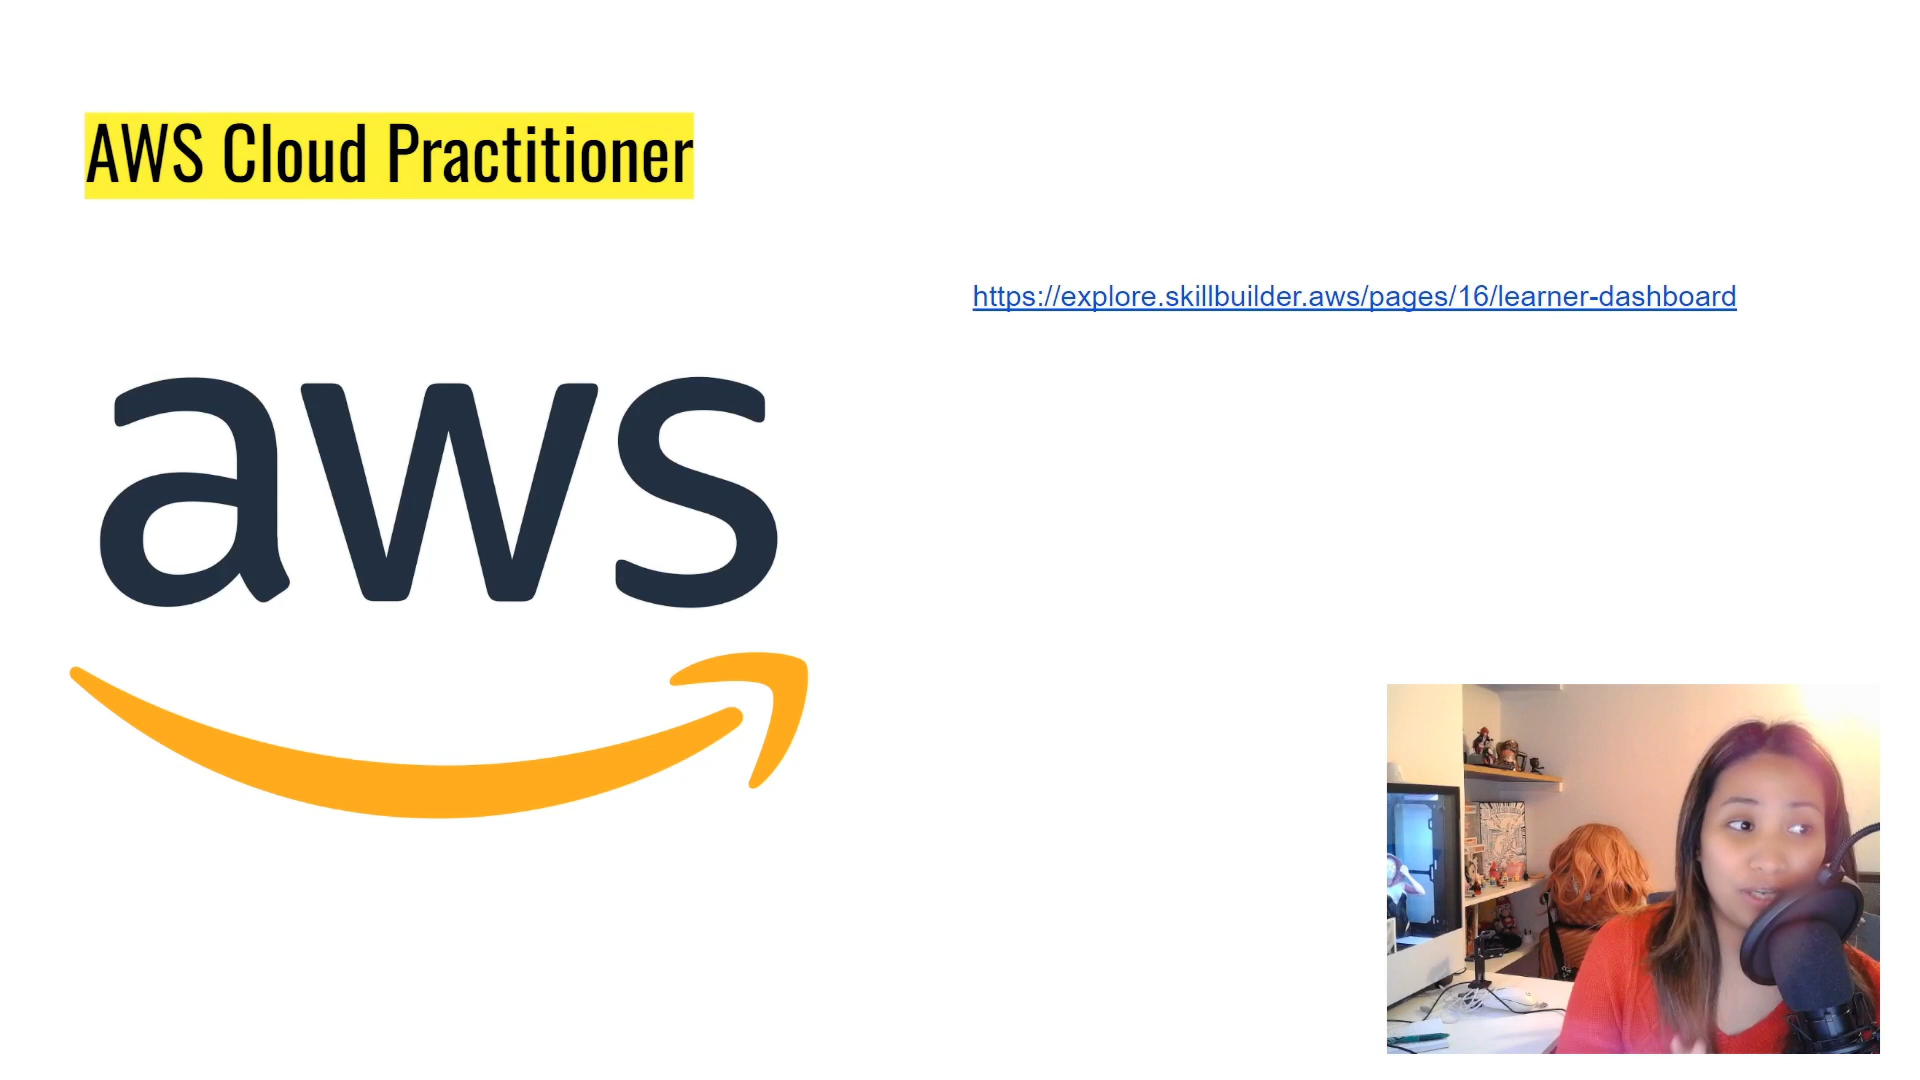 AWS Cloud Practitioner
https://explore.skillbuilder.aws/pages/16/learner-dashboard
aws